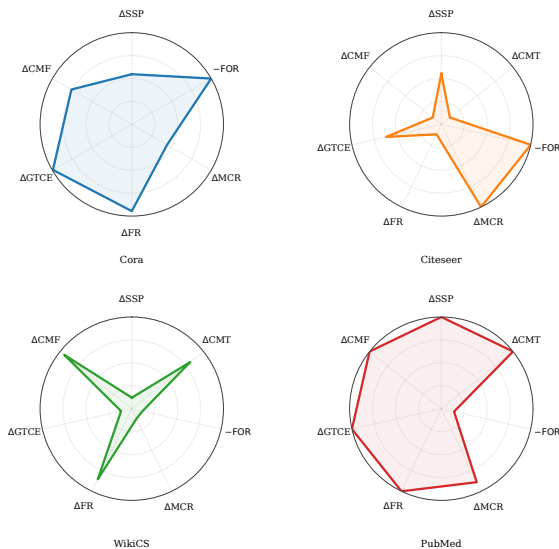 ΔSSP
ΔCMF
−FOR
ΔGTCE
ΔMCR
ΔFR
Cora
ΔSSP
ΔCMF
ΔCMT
ΔGTCE
−FOR
ΔFR
ΔMCR
Citeseer
ΔSSP
ΔCMF
ΔCMT
ΔGTCE
−FOR
ΔFR
ΔMCR
WikiCS
ΔSSP
ΔCMF
ΔCMT
ΔGTCE
−FOR
ΔFR
ΔMCR
PubMed